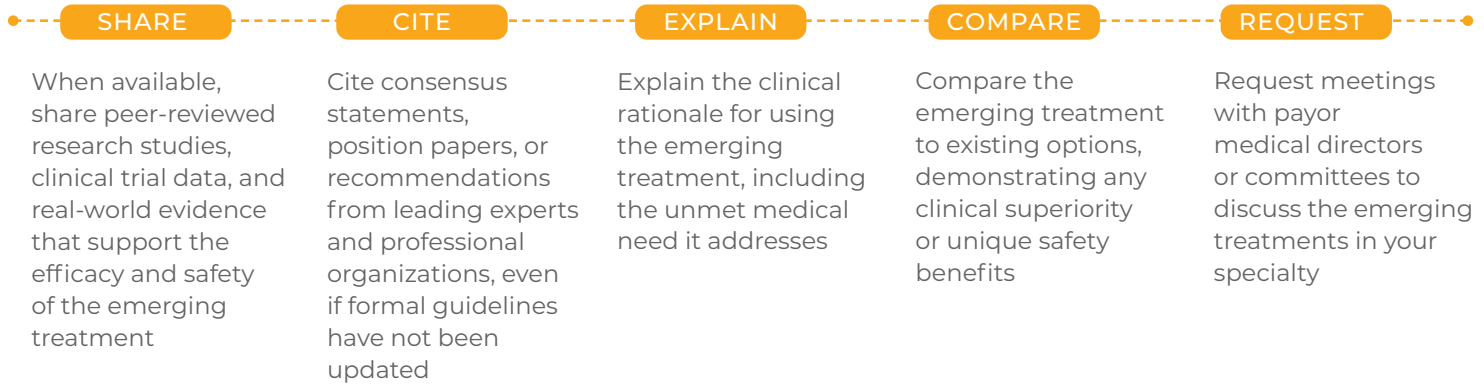 SHARE
When available,
share peer-reviewed
research studies,
clinical trial data, and
real-world evidence
that support the
efficacy and safety
of the emerging
treatment
CITE
Cite consensus
statements,
position papers, or
recommendations
from leading experts
and professional
organizations, even
if formal guidelines
have not been
updated
EXPLAIN
Explain the clinical
rationale for using
the emerging
treatment, including
the unmet medical
need it addresses
COMPARE
Compare the
emerging treatment
to existing options,
demonstrating any
clinical superiority
or unique safety
benefits
REQUEST
Request meetings
with payor
medical directors
or committees to
discuss the emerging
treatments in your
specialty